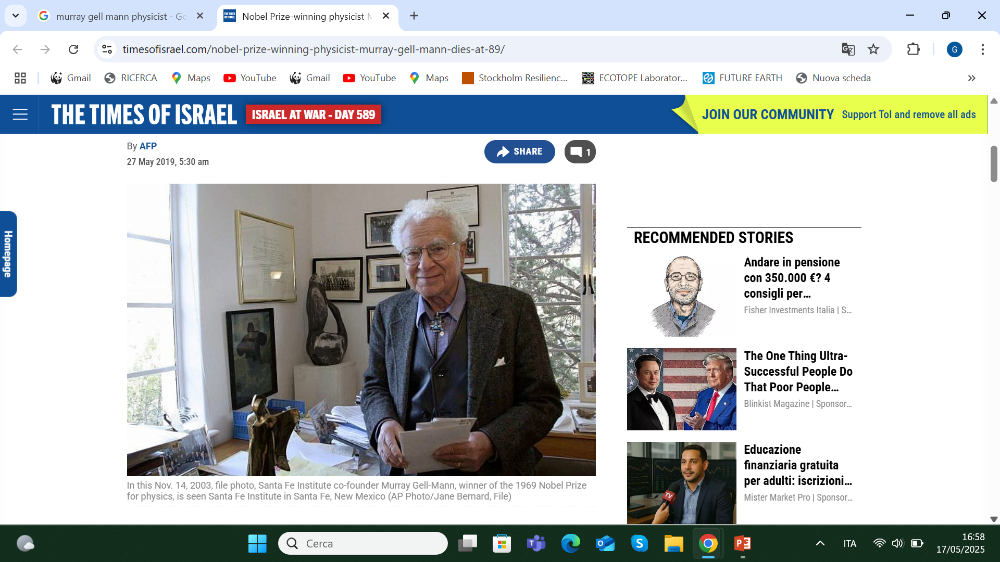 murray gell mann physicist - Go
Nobel Prize-winning physicist M
timesofisrael.com/nobel-prize-winning-physicist-murray-gell-mann-dies-at-89/
G
Gmail
RICERCA
Maps
YouTube
Gmail
YouTube
Maps
Stockholm Resilienc...
ECOTOPE Laborator...
FUTURE EARTH
Nuova scheda
THE TIMES OF ISRAEL
ISRAEL AT WAR - DAY 589
JOIN OUR COMMUNITY Support ToI and remove all ads
Homepage
By AFP
27 May 2019, 5:30 am
SHARE
1
In this Nov. 14, 2003, file photo, Santa Fe Institute co-founder Murray Gell-Mann, winner of the 1969 Nobel Prize
for physics, is seen Santa Fe Institute in Santa Fe, New Mexico (AP Photo/Jane Bernard, File)
RECOMMENDED STORIES
Andare in pensione
con 350.000 €? 4
consigli per...
Fisher Investments Italia | S...
The One Thing Ultra-
Successful People Do
That Poor People...
Blinkist Magazine | Sponsor...
TV
Educazione
finanziaria gratuita
per adulti: iscrizioni...
Mister Market Pro | Sponsor...
Cerca
ITA
16:58
17/05/2025